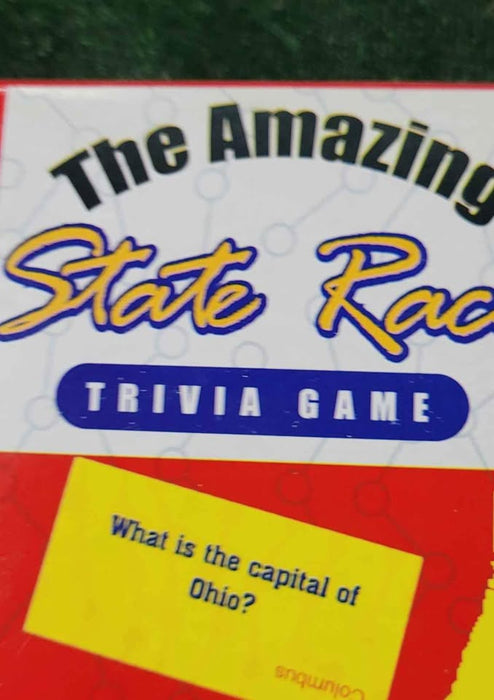 The Amazing
State Rac
TRIVIA GAME
What is the capital of
Ohio?
Columbus